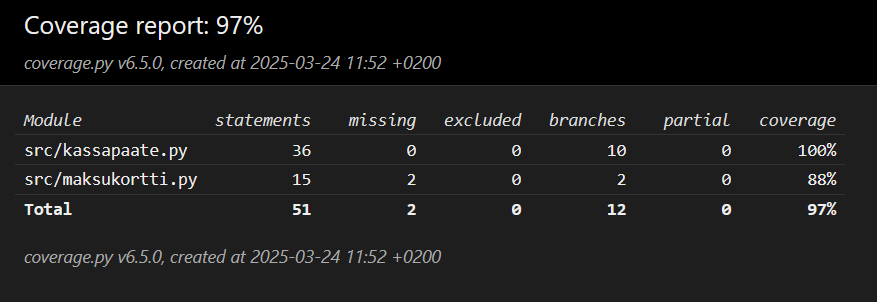 Coverage report: 97%
coverage.py v6.5.0, created at 2025-03-24 11:52 +0200
Module statements missing excluded branches partial coverage
src/kassapaate.py 36 0 0 10 0 100%
src/maksukortti.py 15 2 0 2 0 88%
Total 51 2 0 12 0 97%
coverage.py v6.5.0, created at 2025-03-24 11:52 +0200